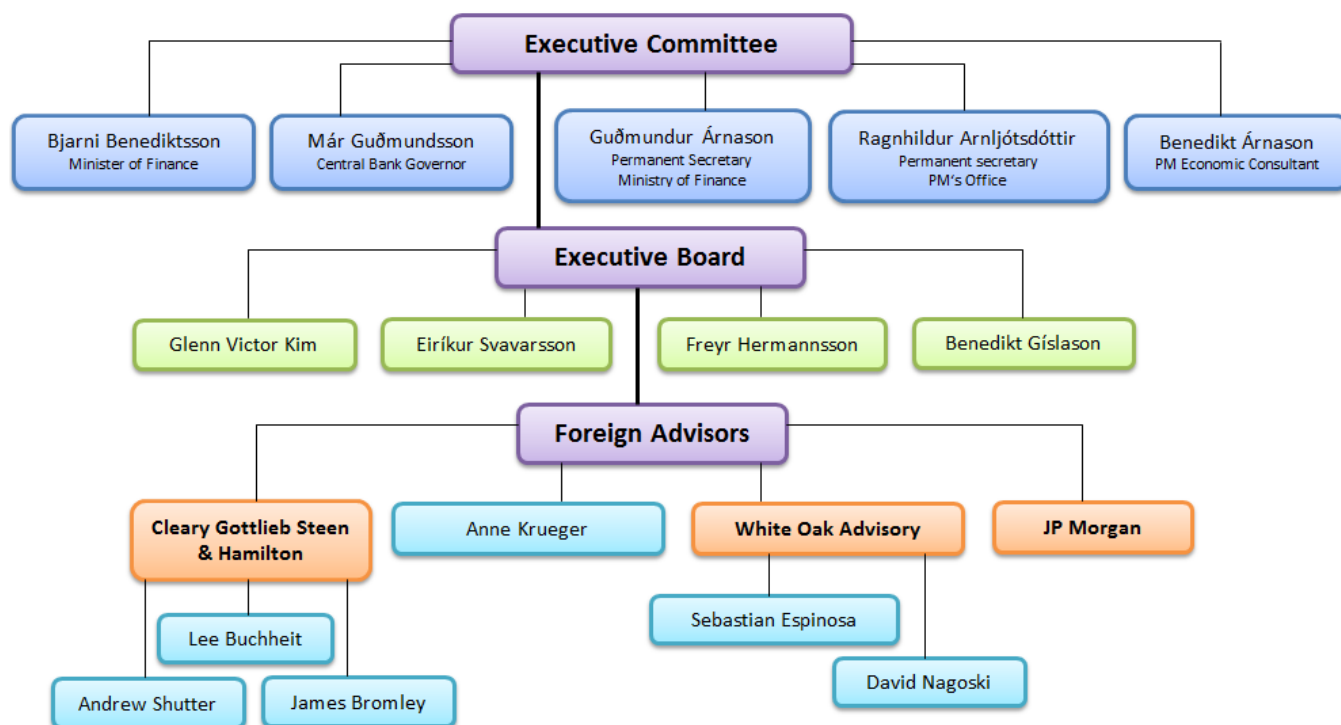 Executive Committee
Bjarni Benediktsson
Minister of Finance
Már Guðmundsson
Central Bank Governor
Guðmundur Árnason
Permanent Secretary
Ministry of Finance
Ragnhildur Arnljótsdóttir
Permanent secretary
PM's Office
Benedikt Árnason
PM Economic Consultant
Executive Board
Glenn Victor Kim
Eiríkur Svavarsson
Freyr Hermannsson
Benedikt Gíslason
Foreign Advisors
Cleary Gottlieb Steen
& Hamilton
Anne Krueger
White Oak Advisory
JP Morgan
Lee Buchheit
Andrew Shutter
James Bromley
Sebastian Espinosa
David Nagoski